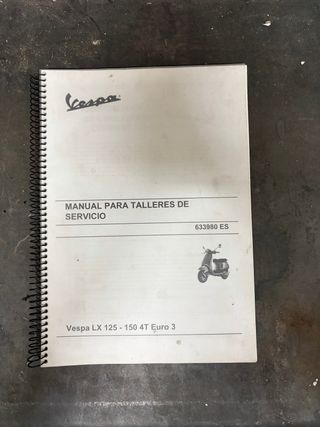 Vespa
MANUAL PARA TALLERES DE
SERVICIO
633980 ES
Vespa LX 125 - 150 4T Euro 3